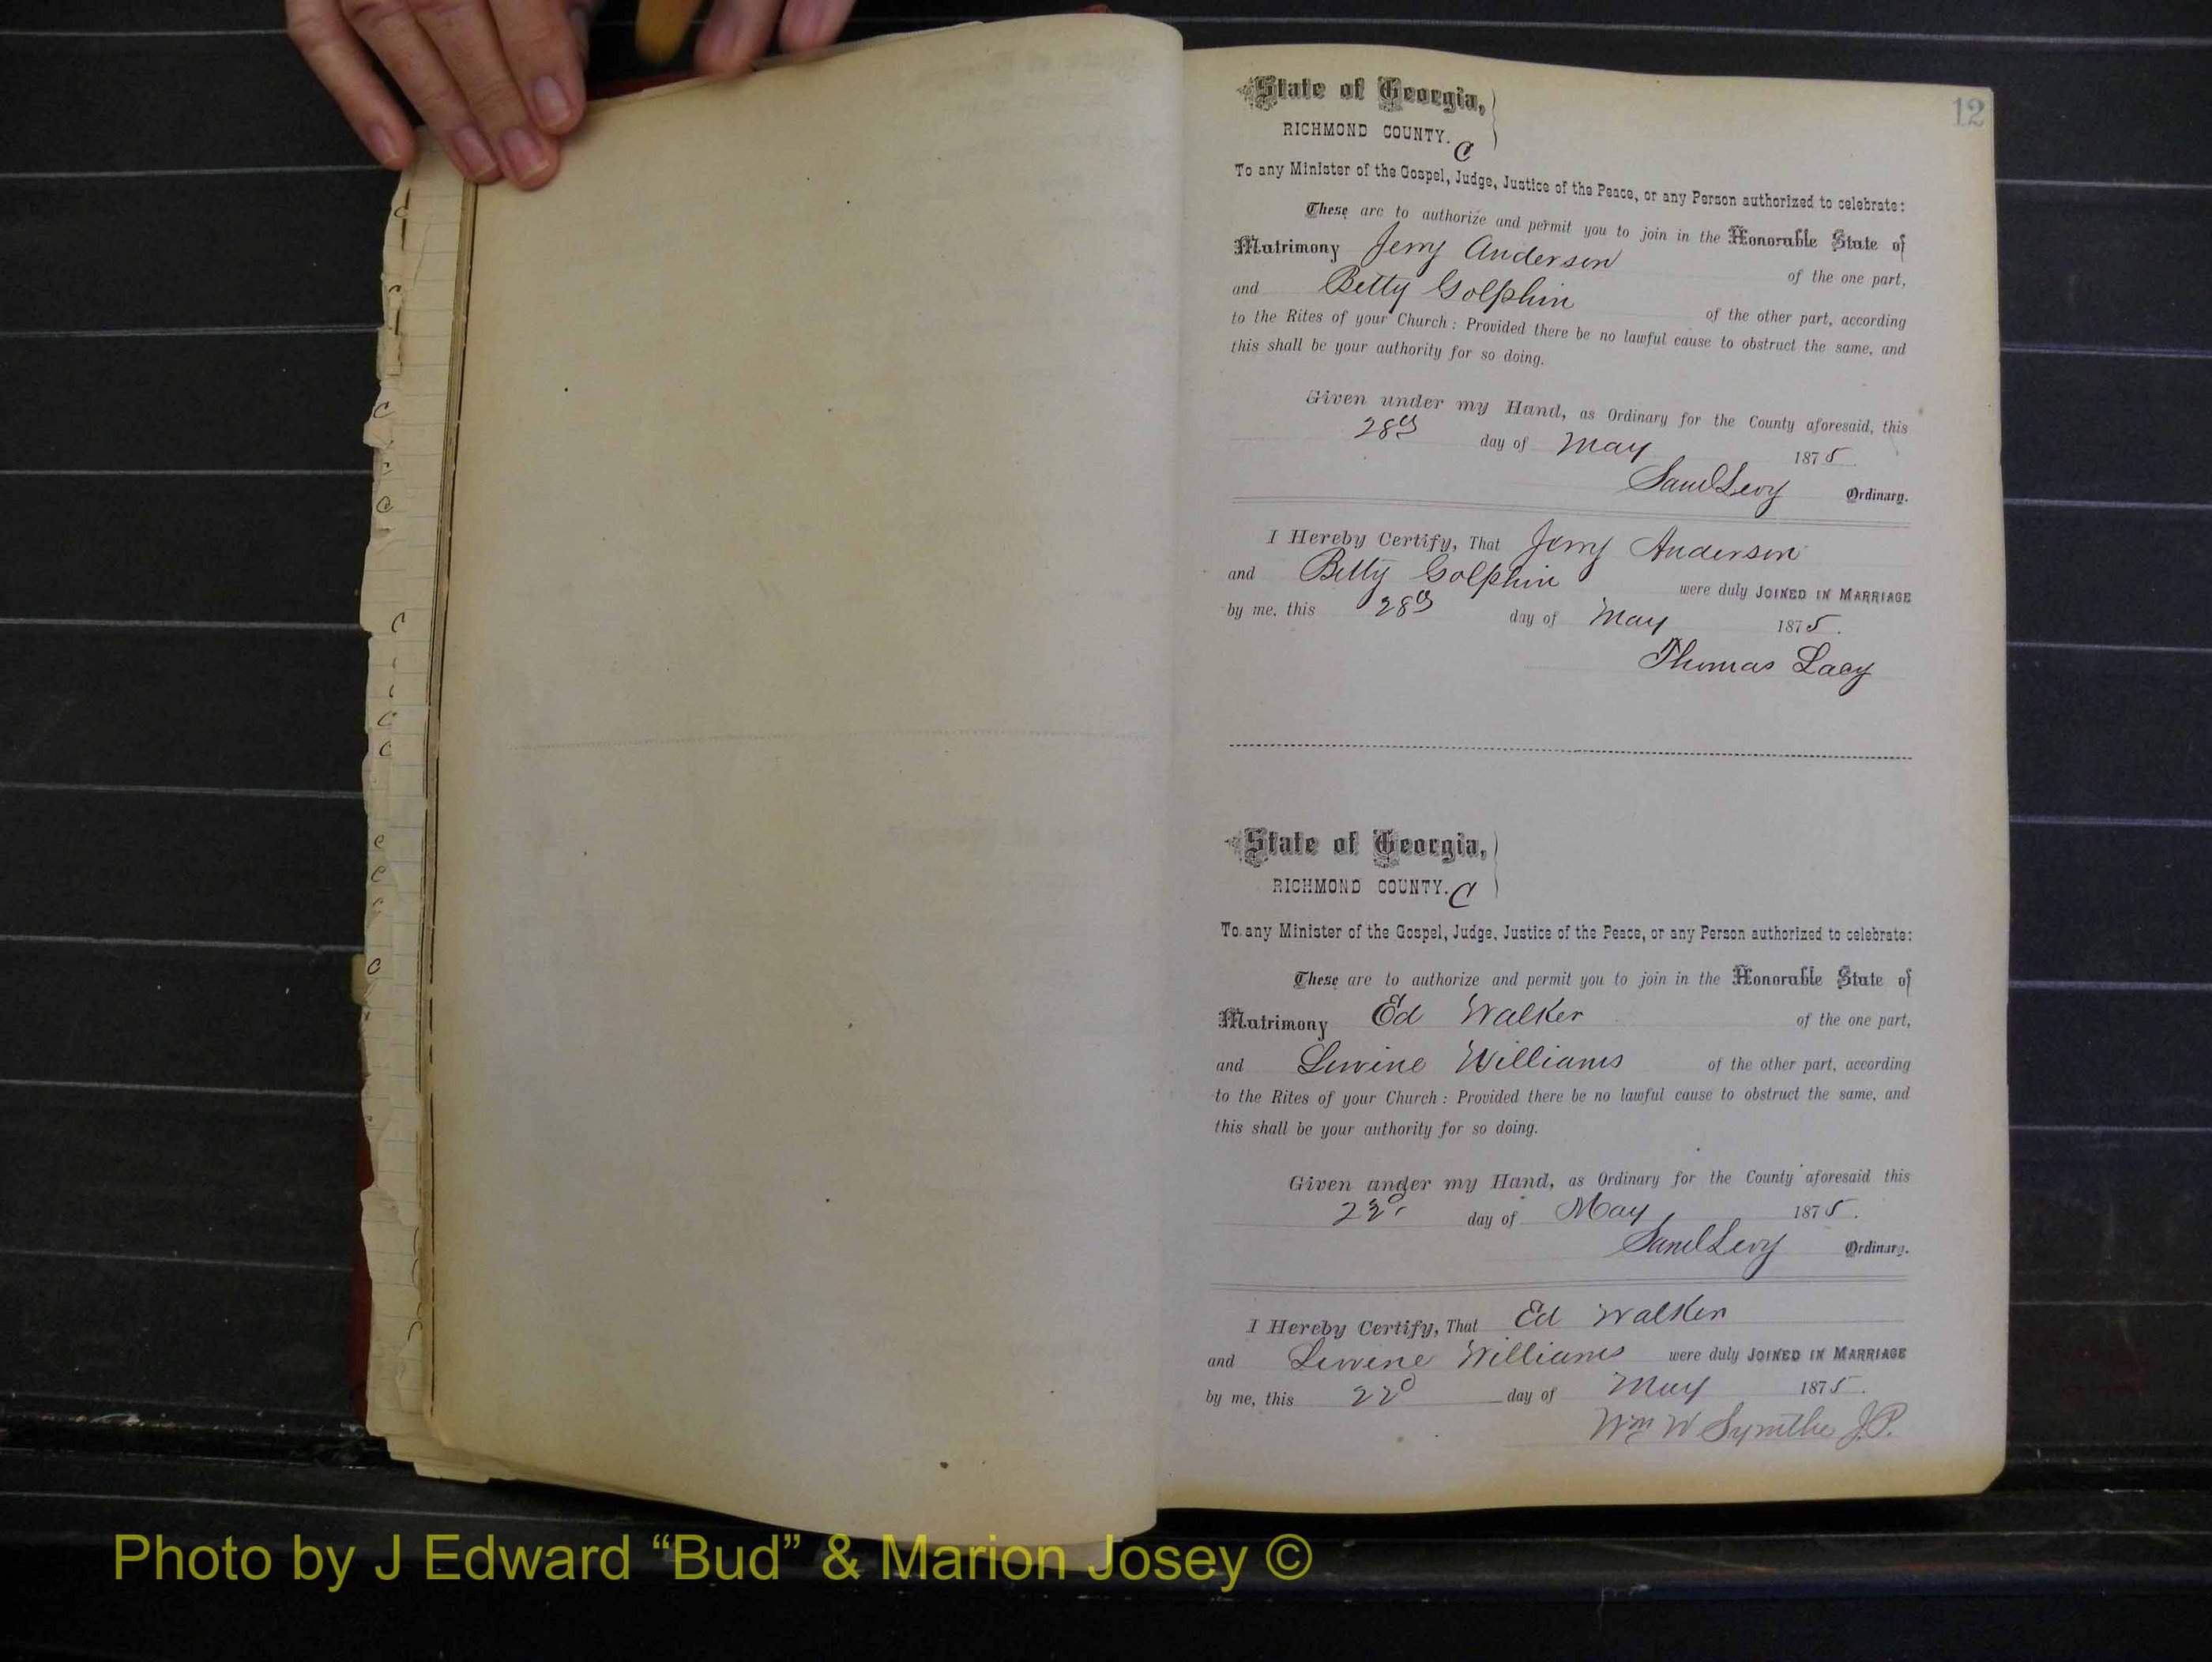 12
State of Georgia,
RICHMOND COUNTY. C
To any Minister of the Gospel, Judge, Justice of the Peace, or any Person authorized to celebrate:
These are to authorize and permit you to join in the Honorable State of
Matrimony Jerry Anderson of the one part,
and Betty Golphin of the other part, according
to the Rites of your Church : Provided there be no lawful cause to obstruct the same, and
this shall be your authority for so doing.
Given under my Hand, as Ordinary for the County aforesaid, this
28th day of May 1875.
Saml Levy Ordinary.
I Hereby Certify, That Jerry Anderson
and Betty Golphin were duly JOINED IN MARRIAGE
by me, this 28th day of May 1875.
Thomas Lacy
State of Georgia,
RICHMOND COUNTY. C
To any Minister of the Gospel, Judge, Justice of the Peace, or any Person authorized to celebrate:
These are to authorize and permit you to join in the Honorable State of
Matrimony Ed Walker of the one part,
and Williams of the other part, according
to the Rites of your Church : Provided there be no lawful cause to obstruct the same, and
this shall be your authority for so doing.
Given under my Hand, as Ordinary for the County aforesaid this
22d day of May 1875.
Saml Levy Ordinary.
I Hereby Certify, That Ed Walker
and Williams were duly JOINED IN MARRIAGE
by me, this 22d day of May 1875.
Wm W J.P.
Photo by J Edward “Bud” & Marion Josey ©